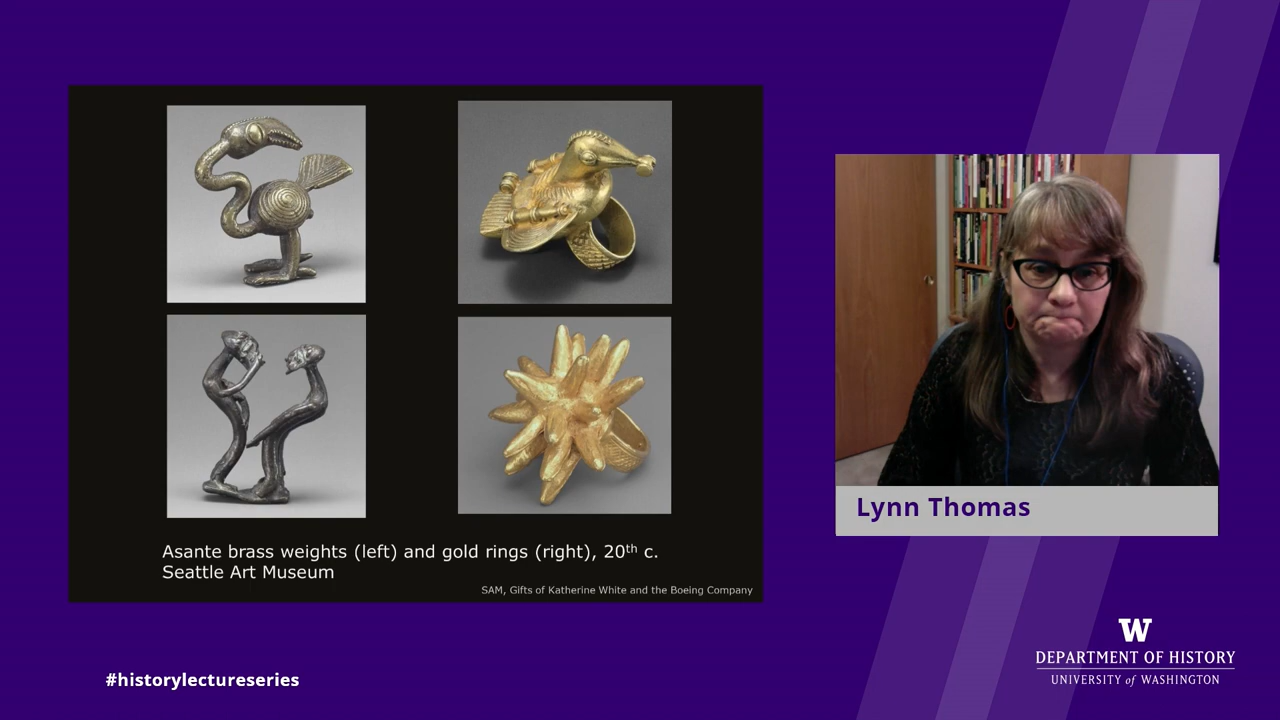 Asante brass weights (left) and gold rings (right), 20th c.
Seattle Art Museum
SAM, Gifts of Katherine White and the Boeing Company
Lynn Thomas
#historylectureseries
W
DEPARTMENT OF HISTORY
UNIVERSITY of WASHINGTON